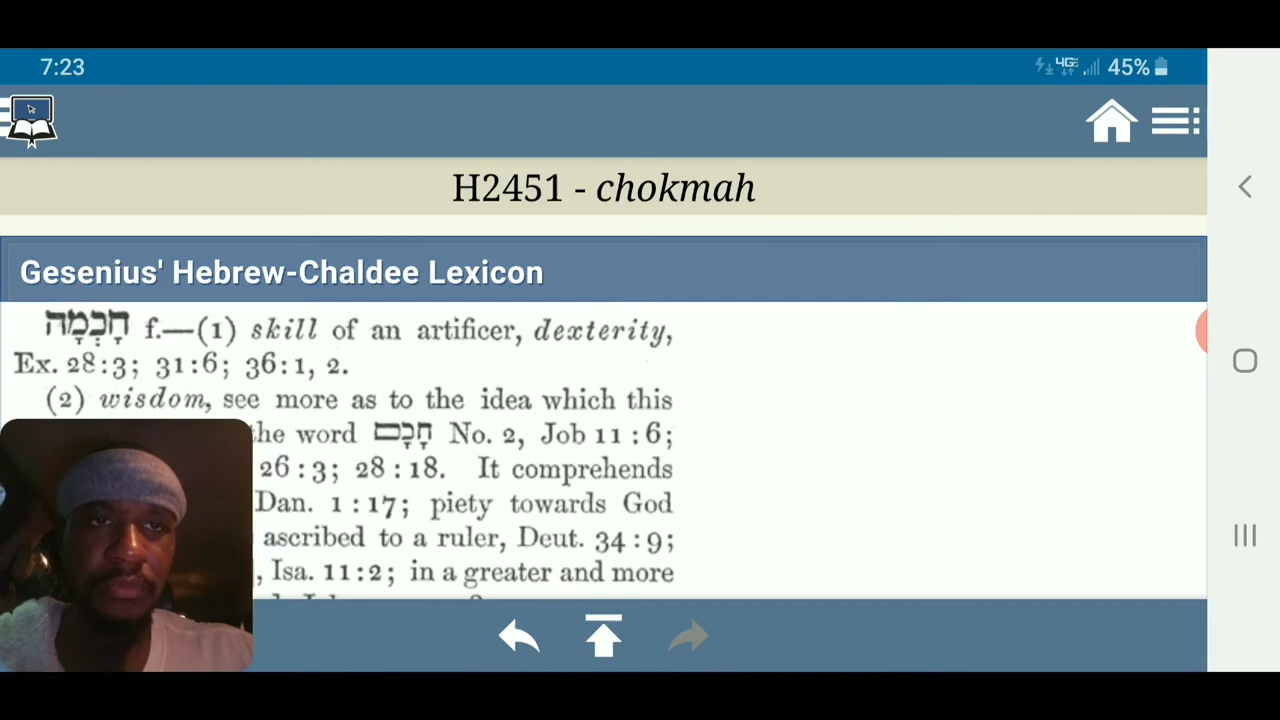 7:23
4G 45%
H2451 - chokmah
Gesenius' Hebrew-Chaldee Lexicon
חָכְמָה f.—(1) skill of an artificer, dexterity,
Ex. 28:3; 31:6; 36:1, 2.
(2) wisdom, see more as to the idea which this
the word חָכָם No. 2, Job 11:6;
26:3; 28:18. It comprehends
Dan. 1:17; piety towards God
ascribed to a ruler, Deut. 34:9;
, Isa. 11:2; in a greater and more